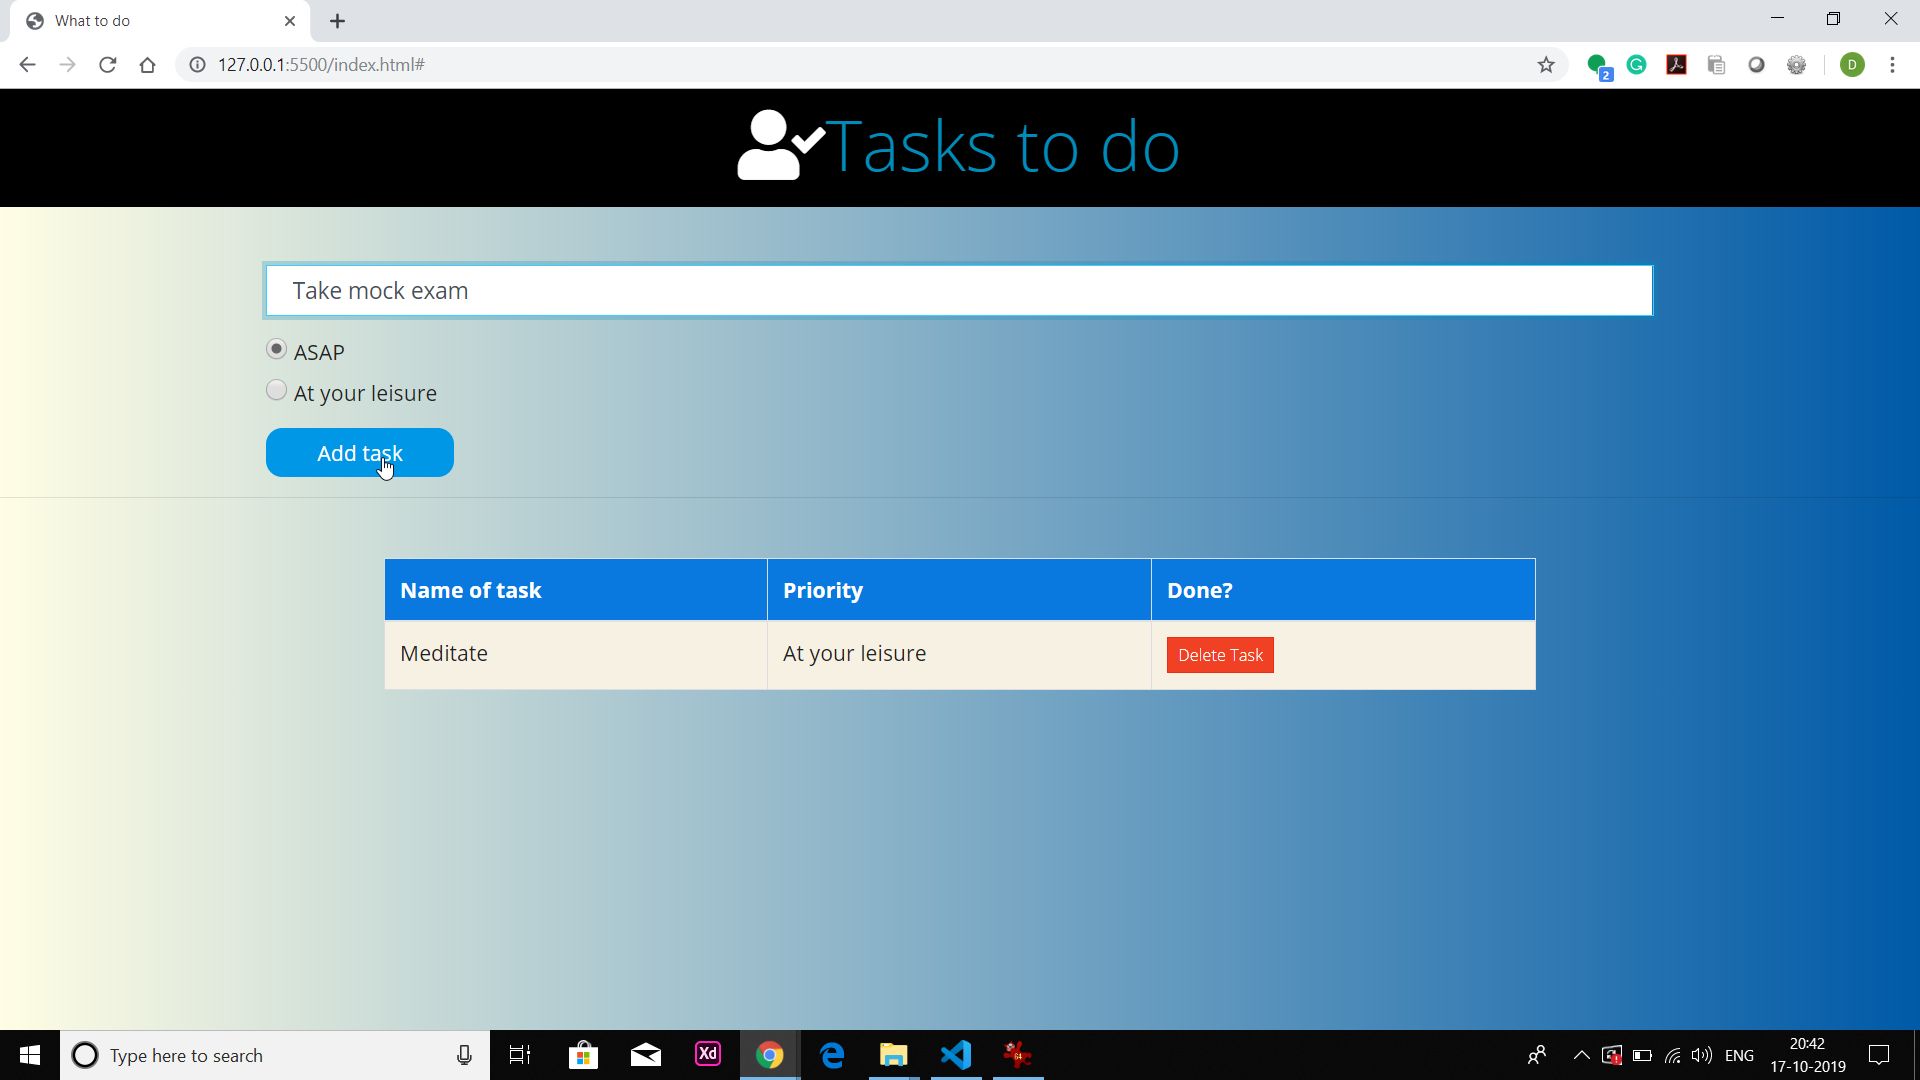 What to do
127.0.0.1:5500/index.html#
2
D
Tasks to do
Take mock exam
ASAP
At your leisure
Add task
Name of task Priority Done?
Meditate At your leisure Delete Task
Type here to search
Xd
64
ENG
20:42
17-10-2019